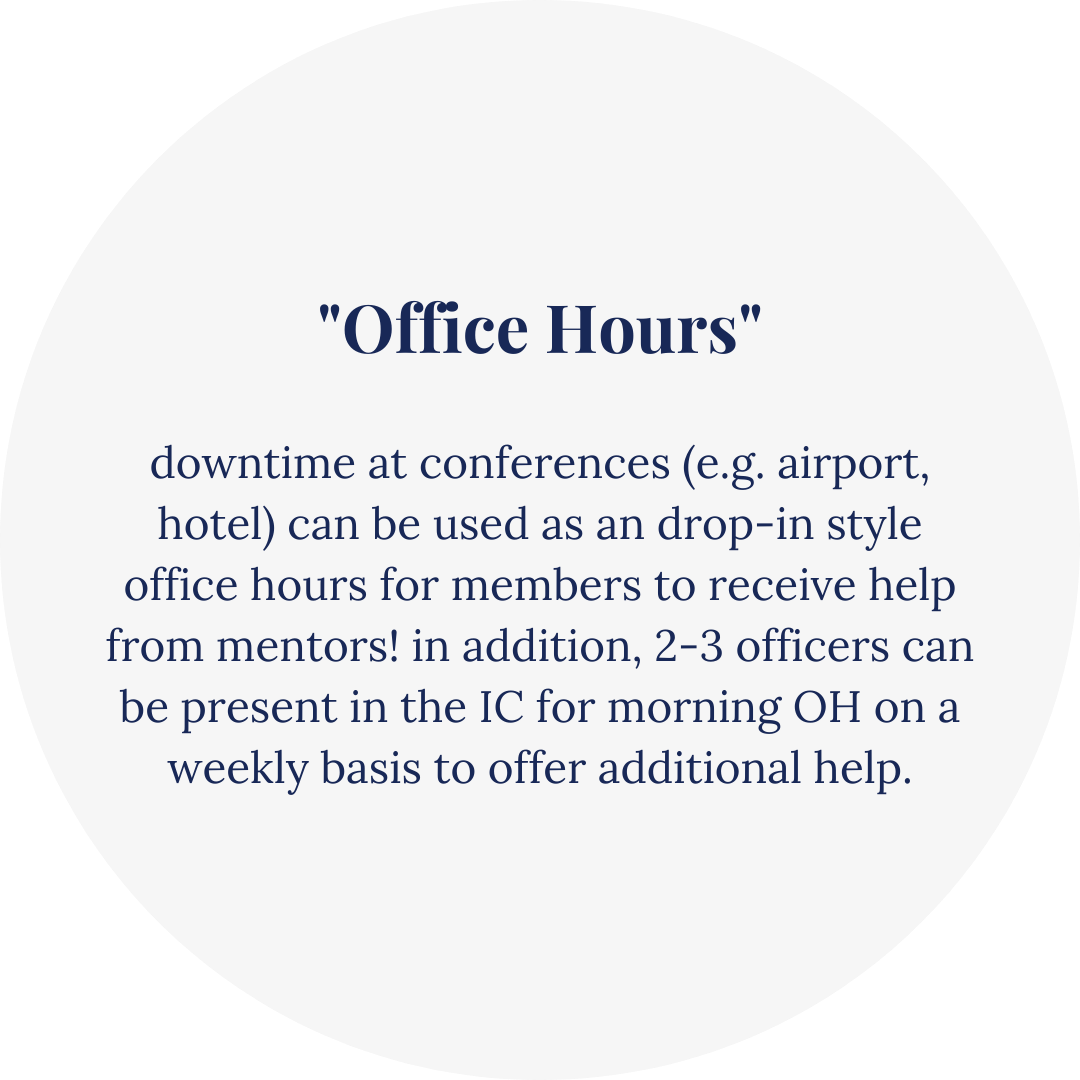 "Office Hours"
downtime at conferences (e.g. airport,
hotel) can be used as an drop-in style
office hours for members to receive help
from mentors! in addition, 2-3 officers can
be present in the IC for morning OH on a
weekly basis to offer additional help.